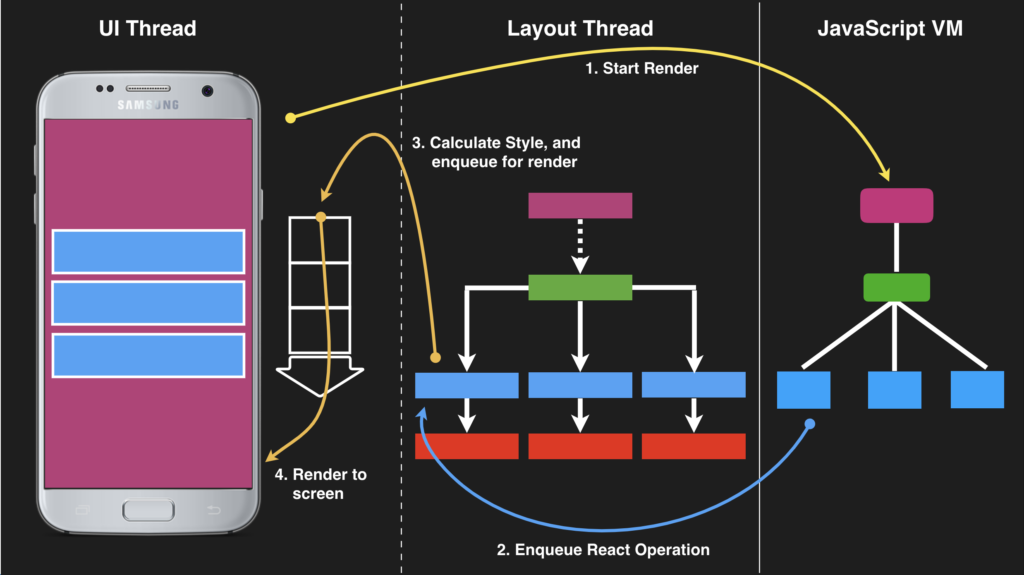 UI Thread
Layout Thread
JavaScript VM
1. Start Render
SAMSUNG
3. Calculate Style, and
enqueue for render
4. Render to
screen
2. Enqueue React Operation